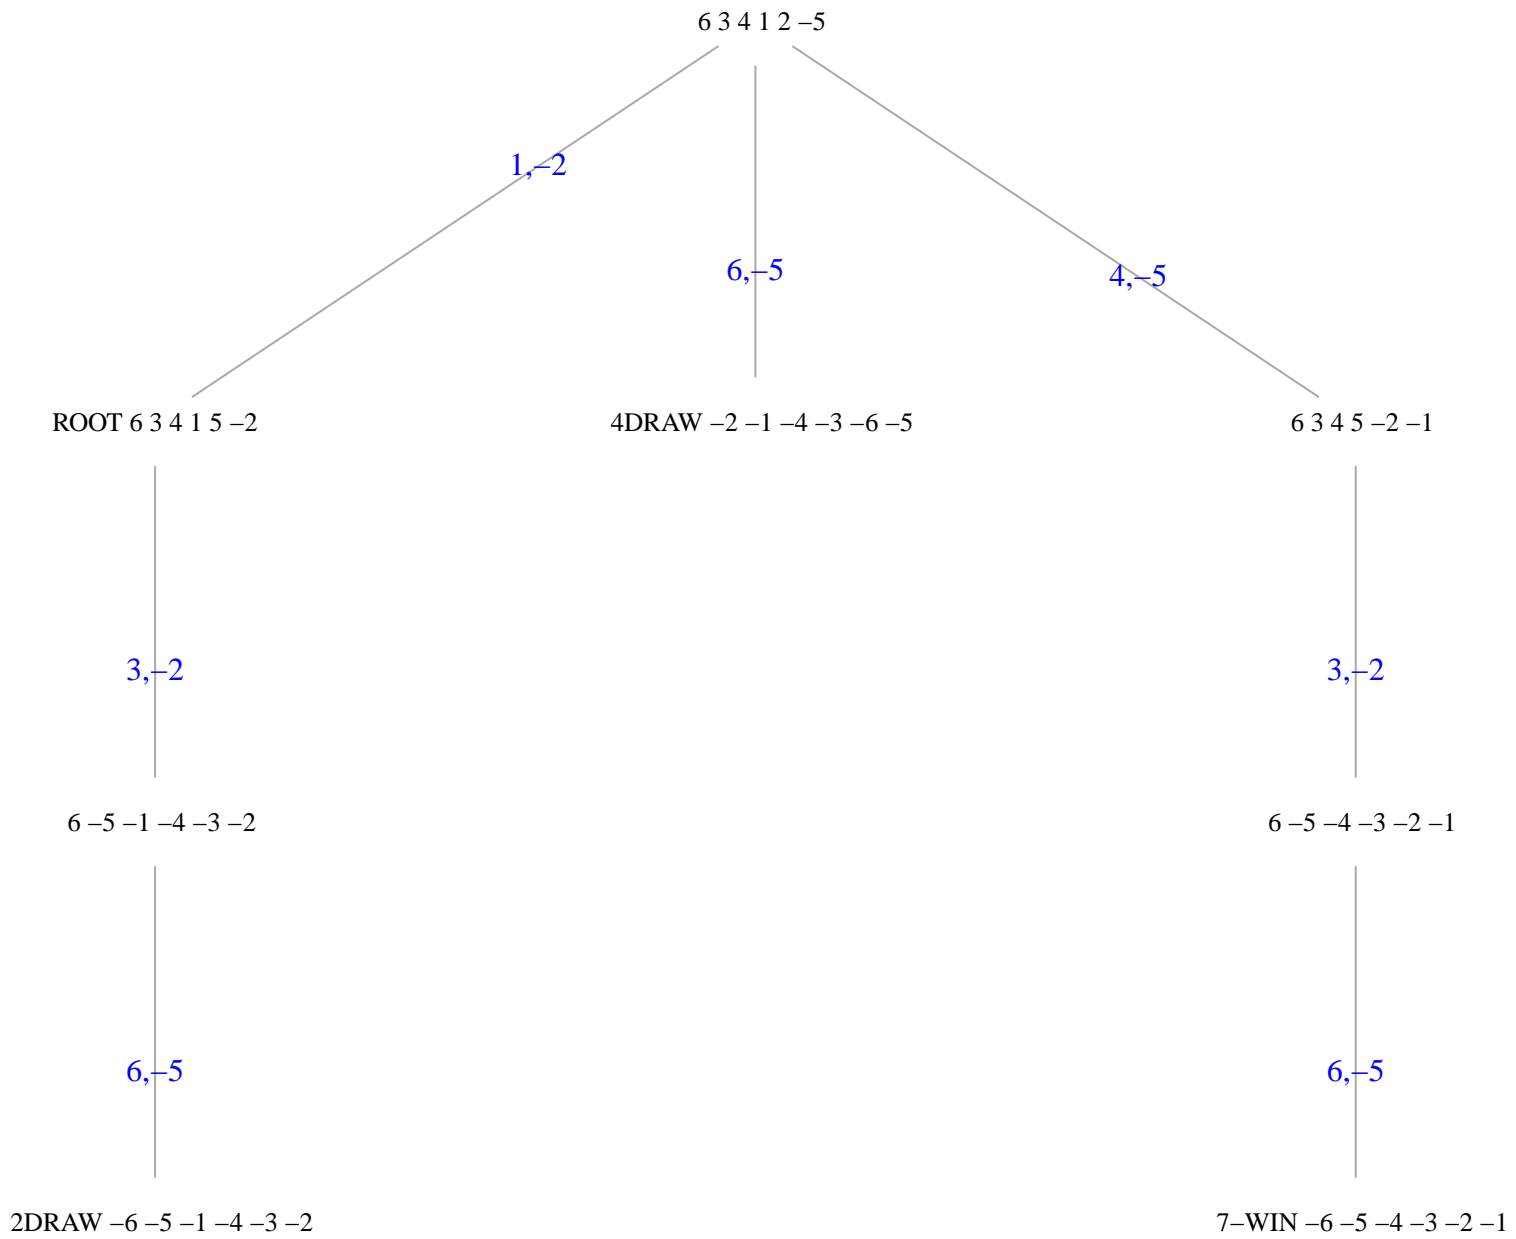 6 3 4 1 2 –5
1,–2
6,–5
4,–5
ROOT 6 3 4 1 5 –2
4DRAW –2 –1 –4 –3 –6 –5
6 3 4 5 –2 –1
3,–2
3,–2
6 –5 –1 –4 –3 –2
6 –5 –4 –3 –2 –1
6,–5
6,–5
2DRAW –6 –5 –1 –4 –3 –2
7–WIN –6 –5 –4 –3 –2 –1